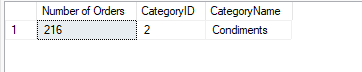 Number of Orders CategoryID CategoryName
1 216 2 Condiments